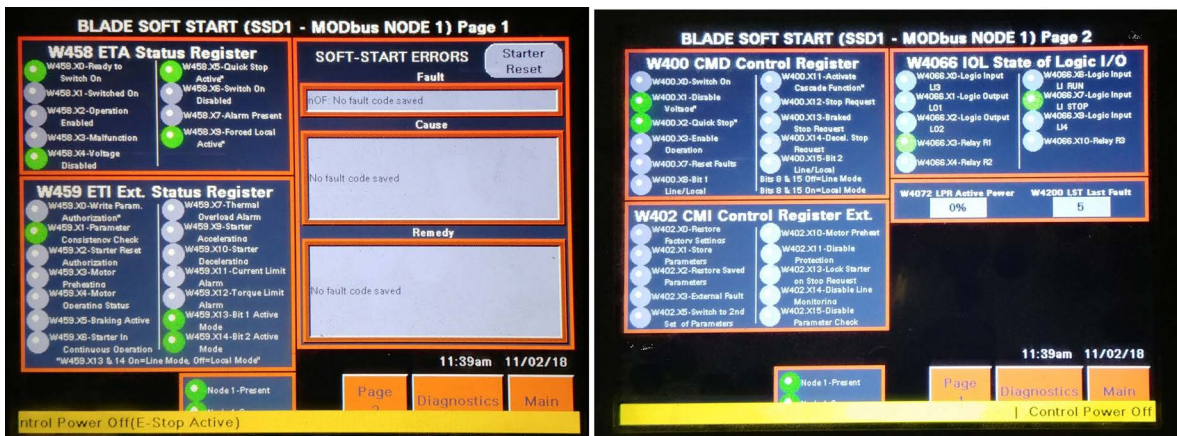 BLADE SOFT START (SSD1 - MODbus NODE 1) Page 1
W458 ETA Status Register
W458.X0-Ready to
Switch On
W458.X1-Switched On
W458.X2-Operation
Enabled
W458.X3-Malfunction
W458.X4-Voltage
Disabled
W458.X5-Quick Stop
Active"
W458.X6-Switch On
Disabled
W458.X7-Alarm Present
W458.X9-Forced Local
Active"
W459 ETI Ext. Status Register
W459.X0-Write Param.
Authorization"
W459.X1-Parameter
Consistency Check
W459.X2-Starter Reset
Authorization
W459.X3-Motor
Preheating
W459.X4-Motor
Operating Status
W459.X5-Braking Active
W459.X6-Starter In
Continuous Operation
W459.X7-Thermal
Overload Alarm
W459.X9-Starter
Accelerating
W459.X10-Starter
Decelerating
W459.X11-Current Limit
Alarm
W459.X12-Torque Limit
Alarm
W459.X13-Bit 1 Active
Mode
W459.X14-Bit 2 Active
Mode
"W459.X13 & 14 On=Line Mode, Off=Local Mode"
SOFT-START ERRORS
Starter
Reset
Fault
nOF: No fault code saved
Cause
No fault code saved
Remedy
No fault code saved
11:39am 11/02/18
Node 1-Present
Page
2
Diagnostics
Main
ntrol Power Off(E-Stop Active)
BLADE SOFT START (SSD1 - MODbus NODE 1) Page 2
W400 CMD Control Register
W400.X0-Switch On
W400.X1-Disable
Voltage"
W400.X2-Quick Stop"
W400.X3-Enable
Operation
W400.X7-Reset Faults
W400.X8-Bit 1
Line/Local
W400.X11-Activate
Cascade Function"
W400.X12-Stop Request
W400.X13-Braked
Stop Request
W400.X14-Decel. Stop
Request
W400.X15-Bit 2
Line/Local
Bits 8 & 15 Off=Line Mode
Bits 8 & 15 On=Local Mode
W402 CMI Control Register Ext.
W402.X0-Restore
Factory Settings
W402.X1-Store
Parameters
W402.X2-Restore Saved
Parameters
W402.X3-External Fault
W402.X5-Switch to 2nd
Set of Parameters
W402.X10-Motor Preheat
W402.X11-Disable
Protection
W402.X13-Lock Starter
on Stop Request
W402.X14-Disable Line
Monitoring
W402.X15-Disable
Parameter Check
W4066 IOL State of Logic I/O
W4066.X0-Logic Input
LI3
W4066.X1-Logic Output
LO1
W4066.X2-Logic Output
LO2
W4066.X3-Relay R1
W4066.X4-Relay R2
W4066.X6-Logic Input
LI RUN
W4066.X7-Logic Input
LI STOP
W4066.X9-Logic Input
LI4
W4066.X10-Relay R3
W4072 LPR Active Power
0%
W4200 LST Last Fault
5
11:39am 11/02/18
Node 1-Present
Page
1
Diagnostics
Main
| Control Power Off